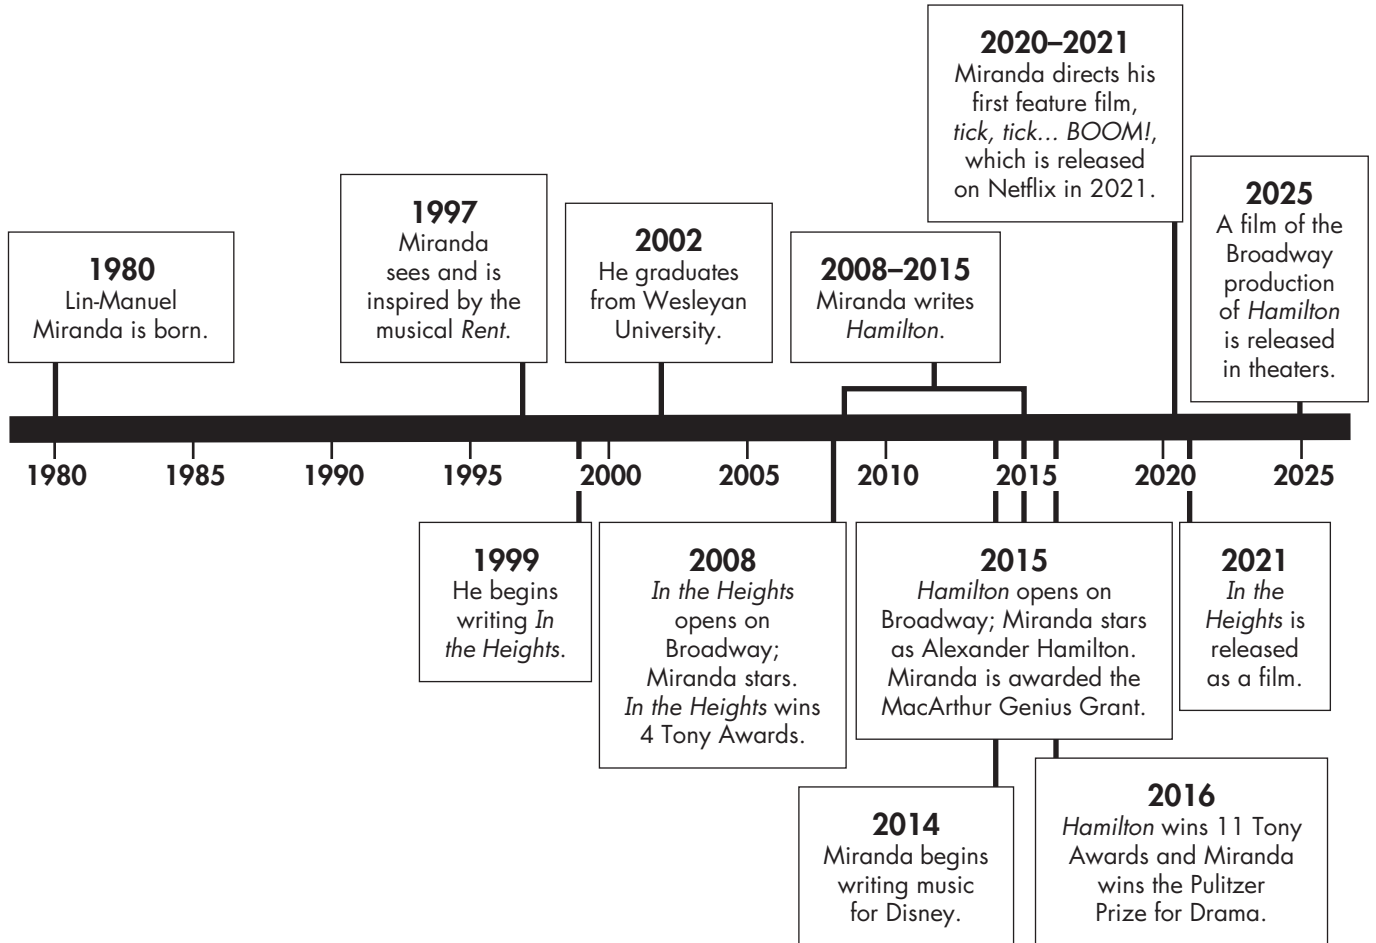 2020–2021
Miranda directs his
first feature film,
tick, tick... BOOM!,
which is released
on Netflix in 2021.
2025
A film of the
Broadway
production
of Hamilton
is released
in theaters.
1997
Miranda
sees and is
inspired by the
musical Rent.
2002
He graduates
from Wesleyan
University.
2008–2015
Miranda writes
Hamilton.
1980
Lin-Manuel
Miranda is born.
1980 1985 1990 1995 2000 2005 2010 2015 2020 2025
1999
He begins
writing In
the Heights.
2008
In the Heights
opens on
Broadway;
Miranda stars.
In the Heights wins
4 Tony Awards.
2015
Hamilton opens on
Broadway; Miranda stars
as Alexander Hamilton.
Miranda is awarded the
MacArthur Genius Grant.
2021
In the
Heights is
released
as a film.
2014
Miranda begins
writing music
for Disney.
2016
Hamilton wins 11 Tony
Awards and Miranda
wins the Pulitzer
Prize for Drama.